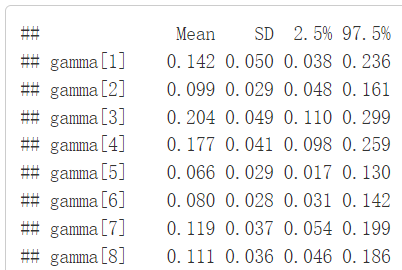 ##             Mean    SD  2.5% 97.5%
## gamma[1]   0.142 0.050 0.038 0.236
## gamma[2]   0.099 0.029 0.048 0.161
## gamma[3]   0.204 0.049 0.110 0.299
## gamma[4]   0.177 0.041 0.098 0.259
## gamma[5]   0.066 0.029 0.017 0.130
## gamma[6]   0.080 0.028 0.031 0.142
## gamma[7]   0.119 0.037 0.054 0.199
## gamma[8]   0.111 0.036 0.046 0.186